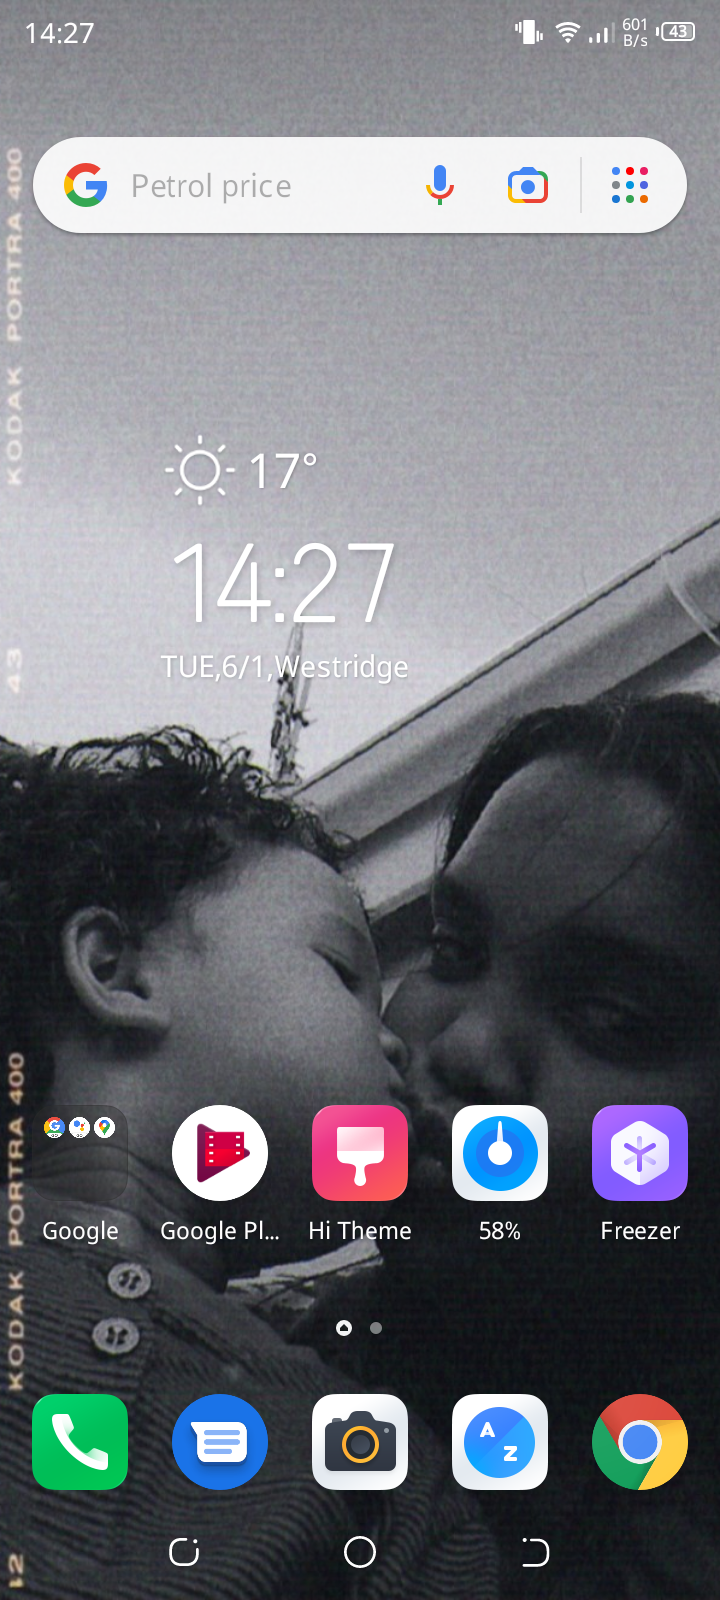 14:27
601
B/s
43
Petrol price
KODAK PORTRA 400
17°
14:27
TUE,6/1,Westridge
43
KODAK PORTRA 400
Google
Google Pl...
Hi Theme
58%
Freezer
A
Z
12